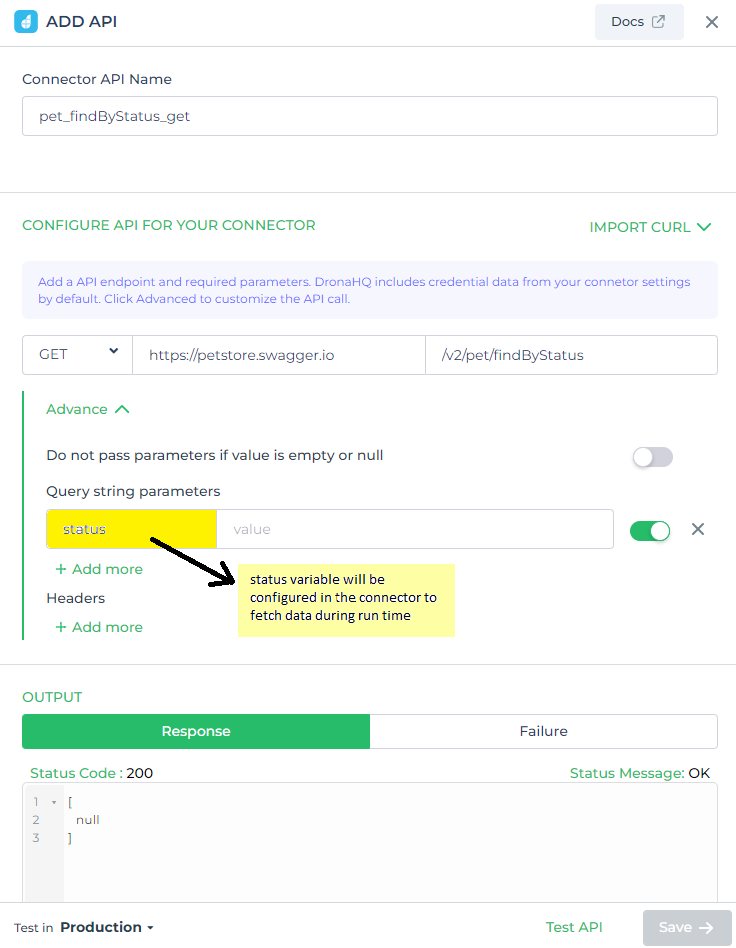 ADD API
Docs
Connector API Name
pet_findByStatus_get
CONFIGURE API FOR YOUR CONNECTOR
IMPORT CURL
Add a API endpoint and required parameters. DronaHQ includes credential data from your connetor settings
by default. Click Advanced to customize the API call.
GET
https://petstore.swagger.io
/v2/pet/findByStatus
Advance
Do not pass parameters if value is empty or null
Query string parameters
status
value
+ Add more
status variable will be
configured in the connector to
fetch data during run time
Headers
+ Add more
OUTPUT
Response
Failure
Status Code : 200
Status Message: OK
1 [
2 null
3 ]
Test in Production
Test API
Save